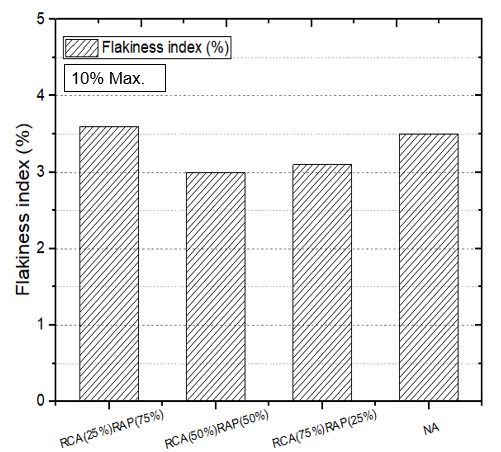 5
Flakiness index (%)
10% Max.
4
3
2
1
0
Flakiness index (%)
RCA(25%)RAP(75%)
RCA(50%)RAP(50%)
RCA(75%)RAP(25%)
NA